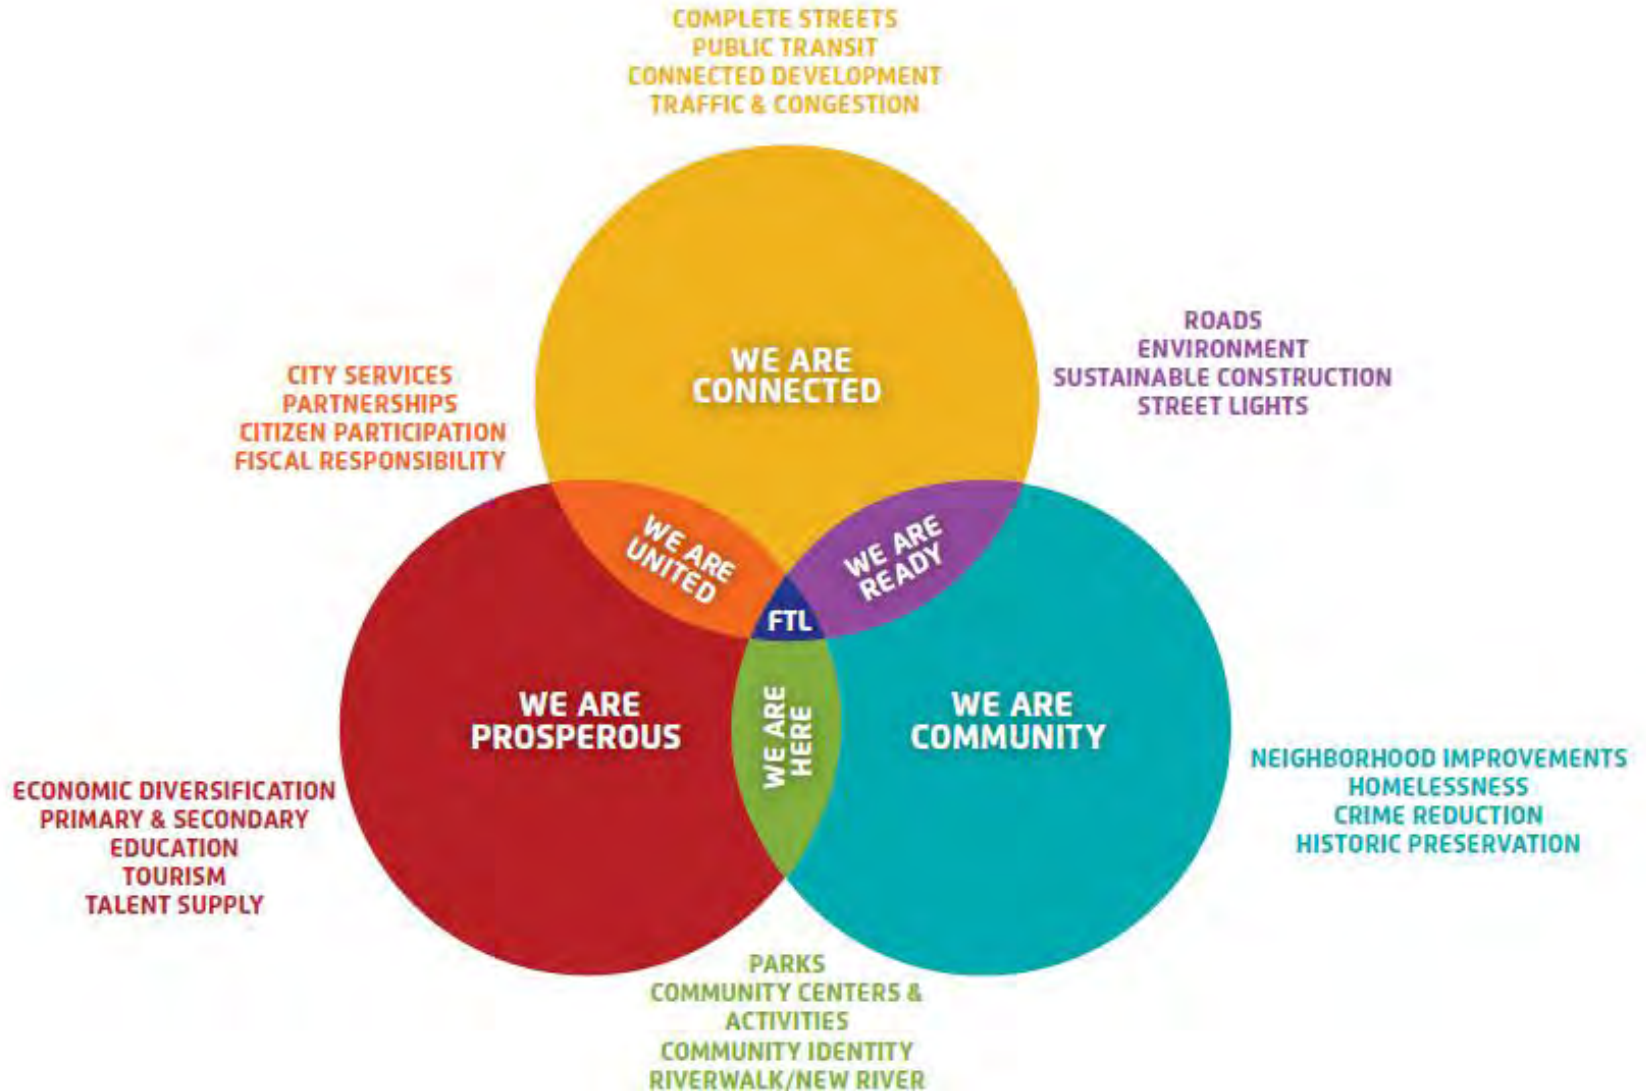 COMPLETE STREETS
PUBLIC TRANSIT
CONNECTED DEVELOPMENT
TRAFFIC & CONGESTION
WE ARE
CONNECTED
ROADS
ENVIRONMENT
SUSTAINABLE CONSTRUCTION
STREET LIGHTS
CITY SERVICES
PARTNERSHIPS
CITIZEN PARTICIPATION
FISCAL RESPONSIBILITY
WE ARE
UNITED
WE ARE
READY
FTL
WE ARE
PROSPEROUS
WE ARE
HERE
WE ARE
COMMUNITY
NEIGHBORHOOD IMPROVEMENTS
HOMELESSNESS
CRIME REDUCTION
HISTORIC PRESERVATION
ECONOMIC DIVERSIFICATION
PRIMARY & SECONDARY
EDUCATION
TOURISM
TALENT SUPPLY
PARKS
COMMUNITY CENTERS &
ACTIVITIES
COMMUNITY IDENTITY
RIVERWALK/NEW RIVER